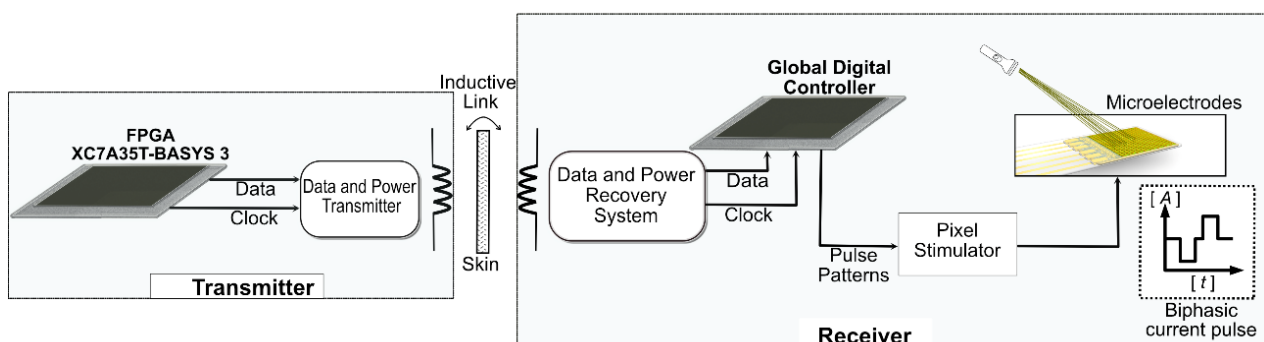 FPGA
XC7A35T-BASYS 3
Data
Clock
Data and Power
Transmitter
Transmitter
Inductive
Link
Skin
Data and Power
Recovery
System
Data
Clock
Global Digital
Controller
Pulse
Patterns
Pixel
Stimulator
Microelectrodes
[A]
[t]
Biphasic
current pulse
Receiver